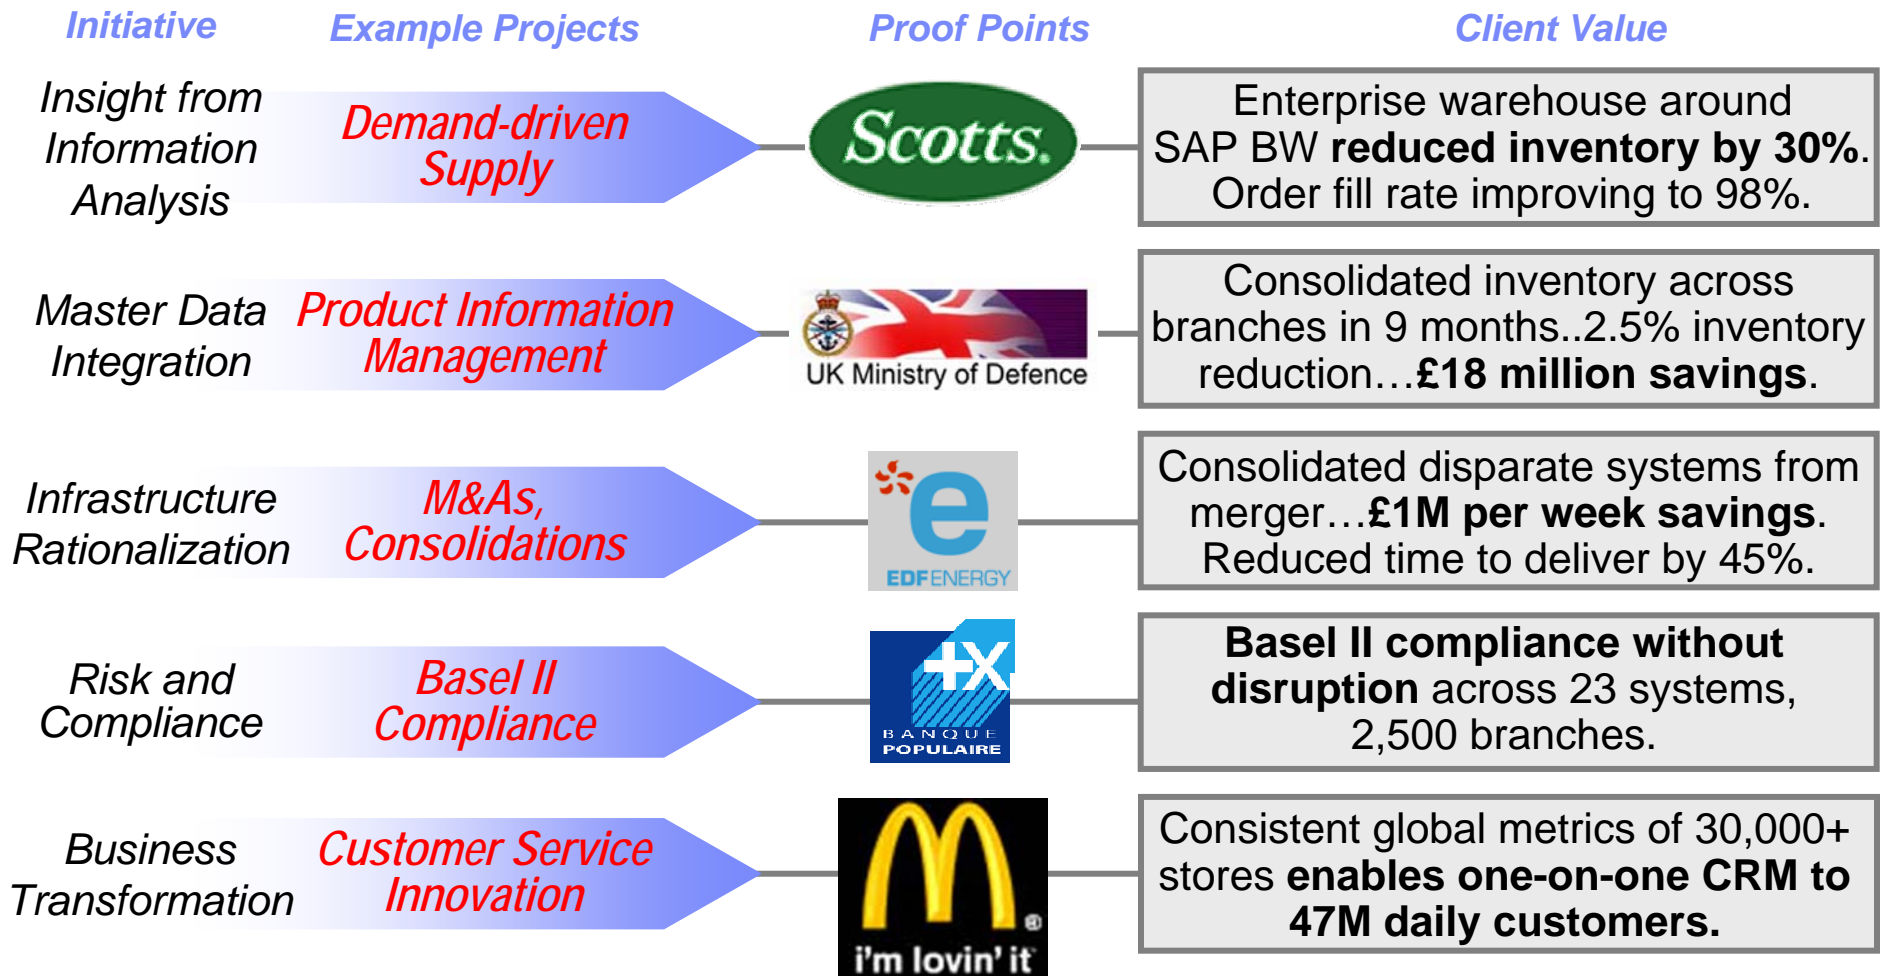 Initiative
Example Projects
Proof Points
Client Value
Insight from
Information
Analysis
Demand-driven
Supply
Scotts.
Enterprise warehouse around
SAP BW reduced inventory by 30%.
Order fill rate improving to 98%.
Master Data
Integration
Product Information
Management
UK Ministry of Defence
Consolidated inventory across
branches in 9 months..2.5% inventory
reduction…£18 million savings.
Infrastructure
Rationalization
M&As,
Consolidations
e
EDF ENERGY
Consolidated disparate systems from
merger…£1M per week savings.
Reduced time to deliver by 45%.
Risk and
Compliance
Basel II
Compliance
+X
BANQUE
POPULAIRE
Basel II compliance without
disruption across 23 systems,
2,500 branches.
Business
Transformation
Customer Service
Innovation
M®
i'm lovin' it
Consistent global metrics of 30,000+
stores enables one-on-one CRM to
47M daily customers.